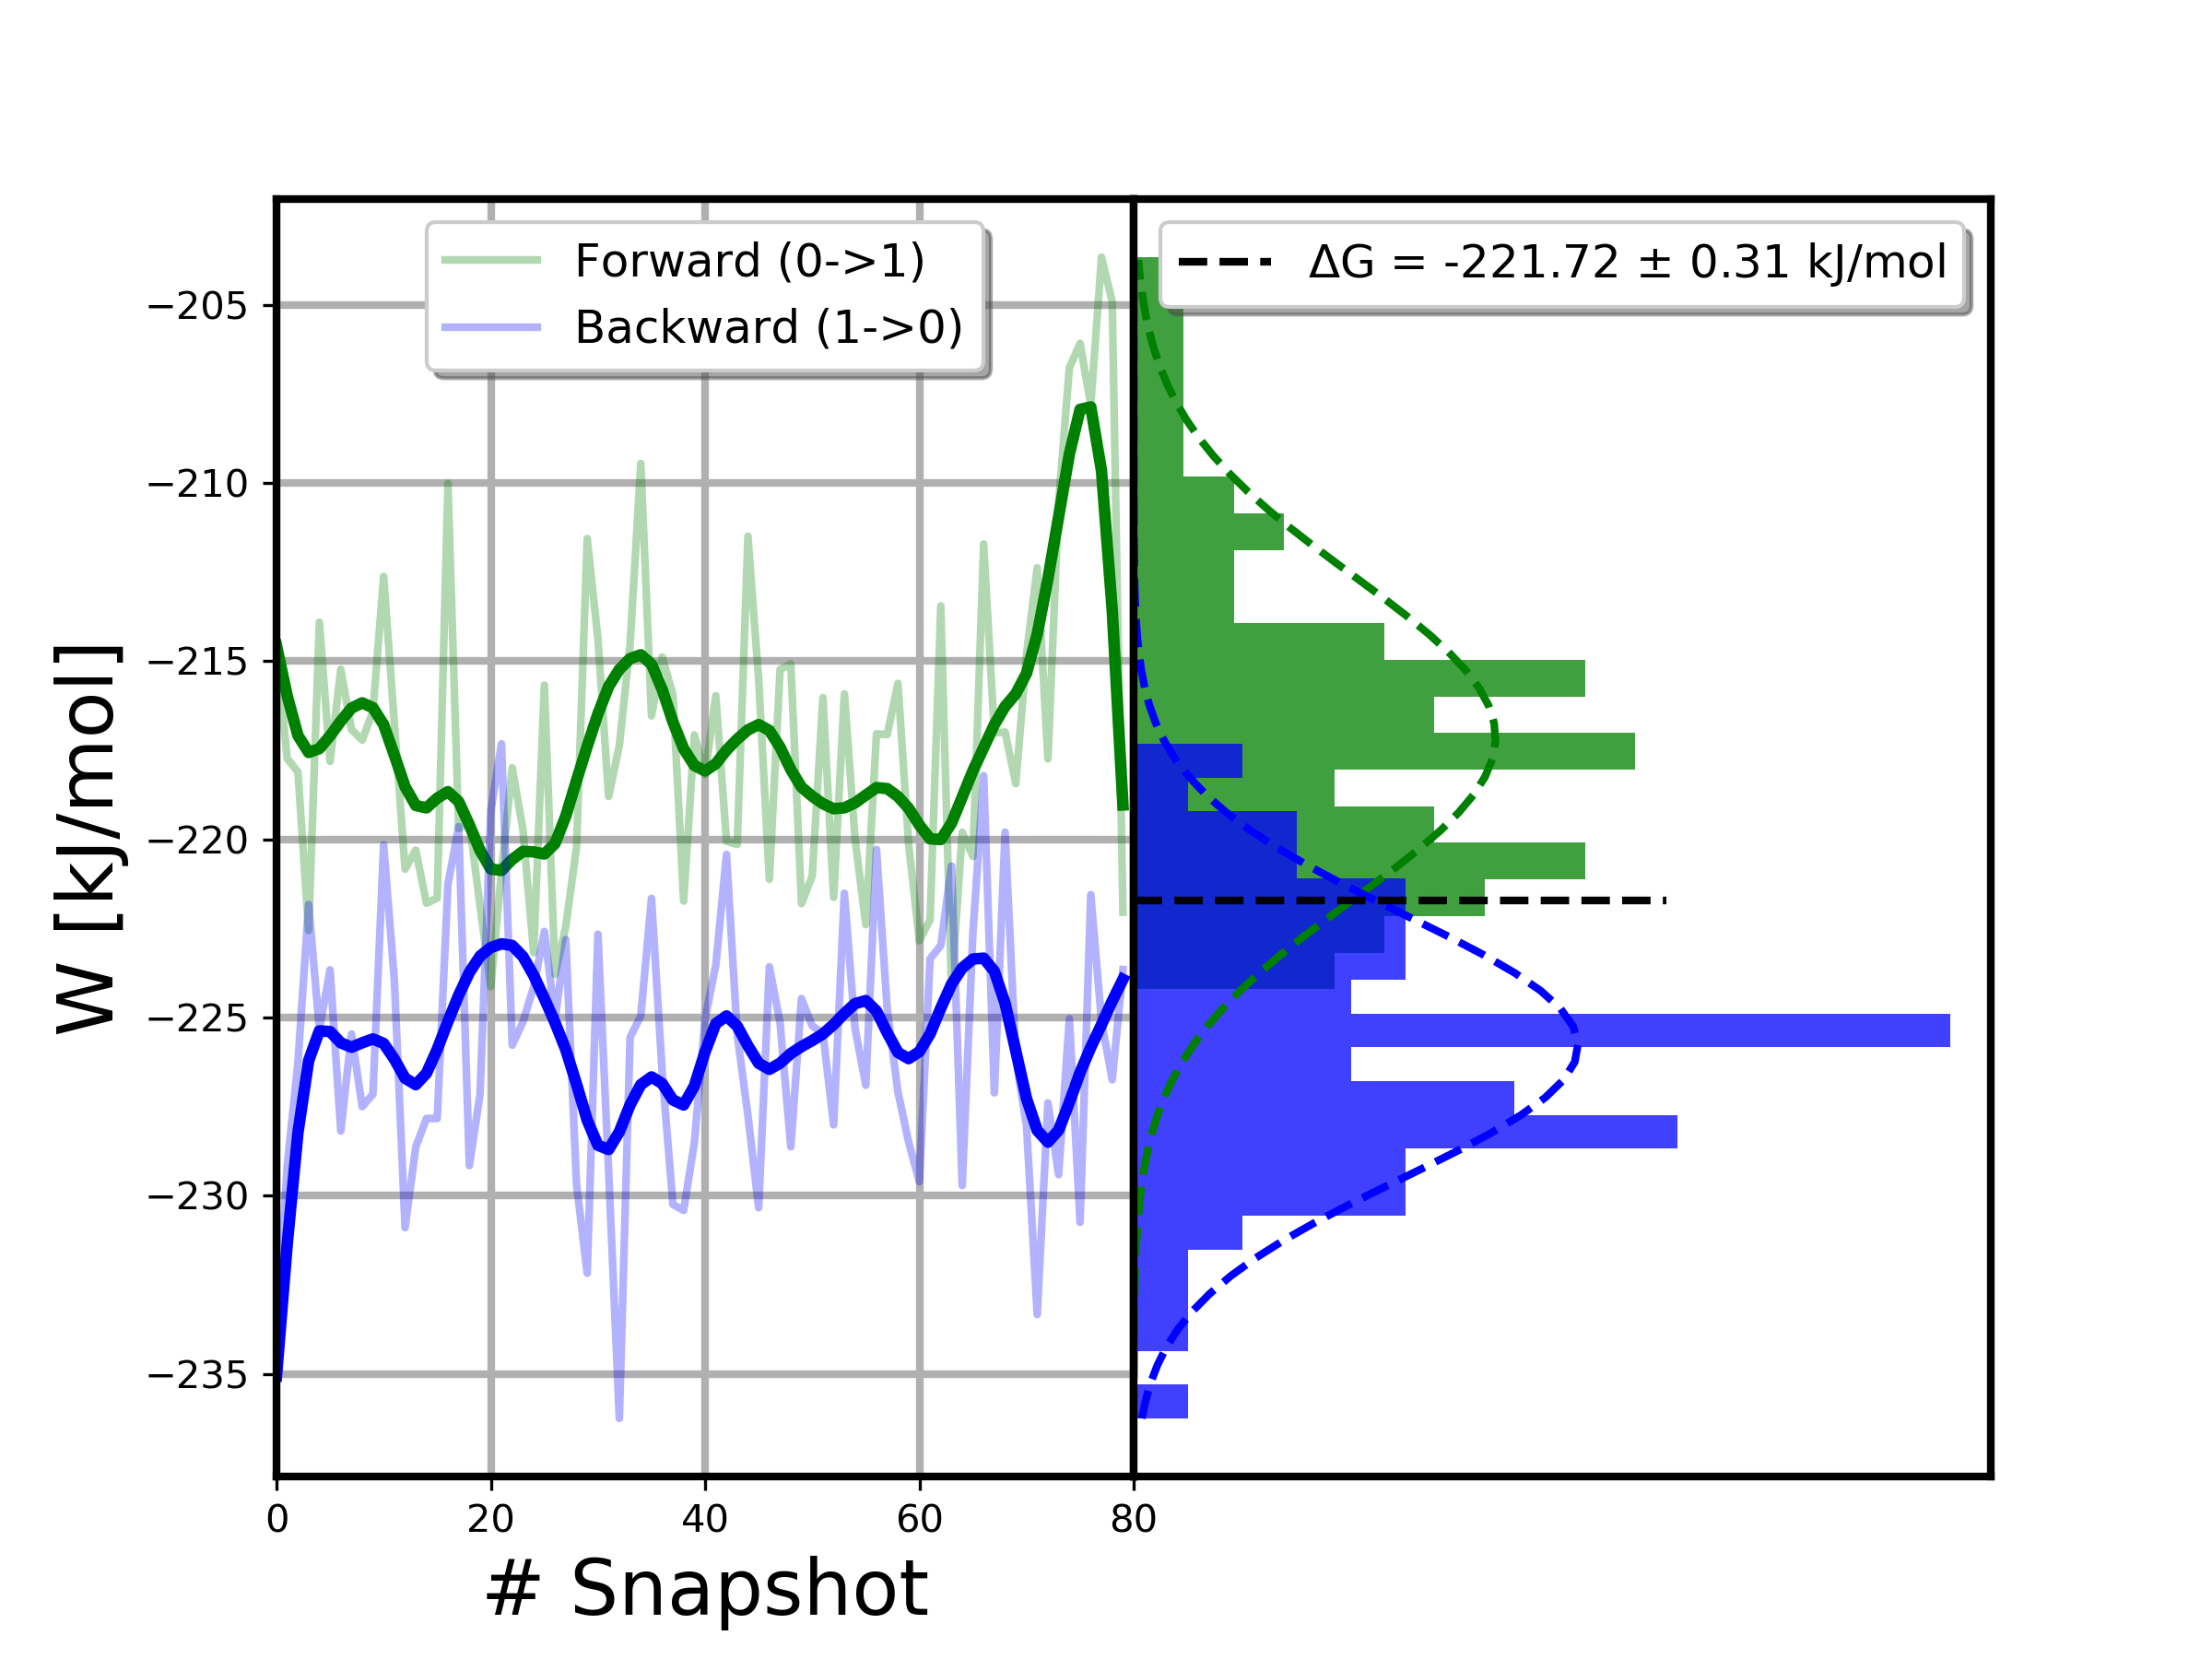 Forward (0->1)
Backward (1->0)
ΔG = -221.72 ± 0.31 kJ/mol
−205
−210
−215
−220
−225
−230
−235
W [kJ/mol]
0 20 40 60 80
# Snapshot